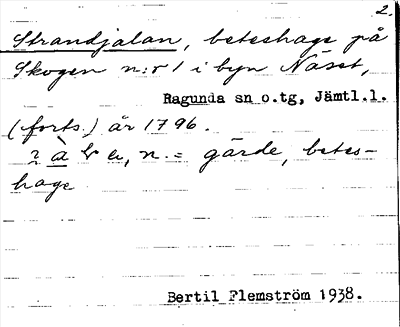 2.
Strandjalan, beteshage på
Skogen n:r 1 i byn Näset,
Ragunda sn o.tg, Jämtl.l.
(forts.) år 1796.
n. = gärde, betes-
hage
Bertil Flemström 1938.